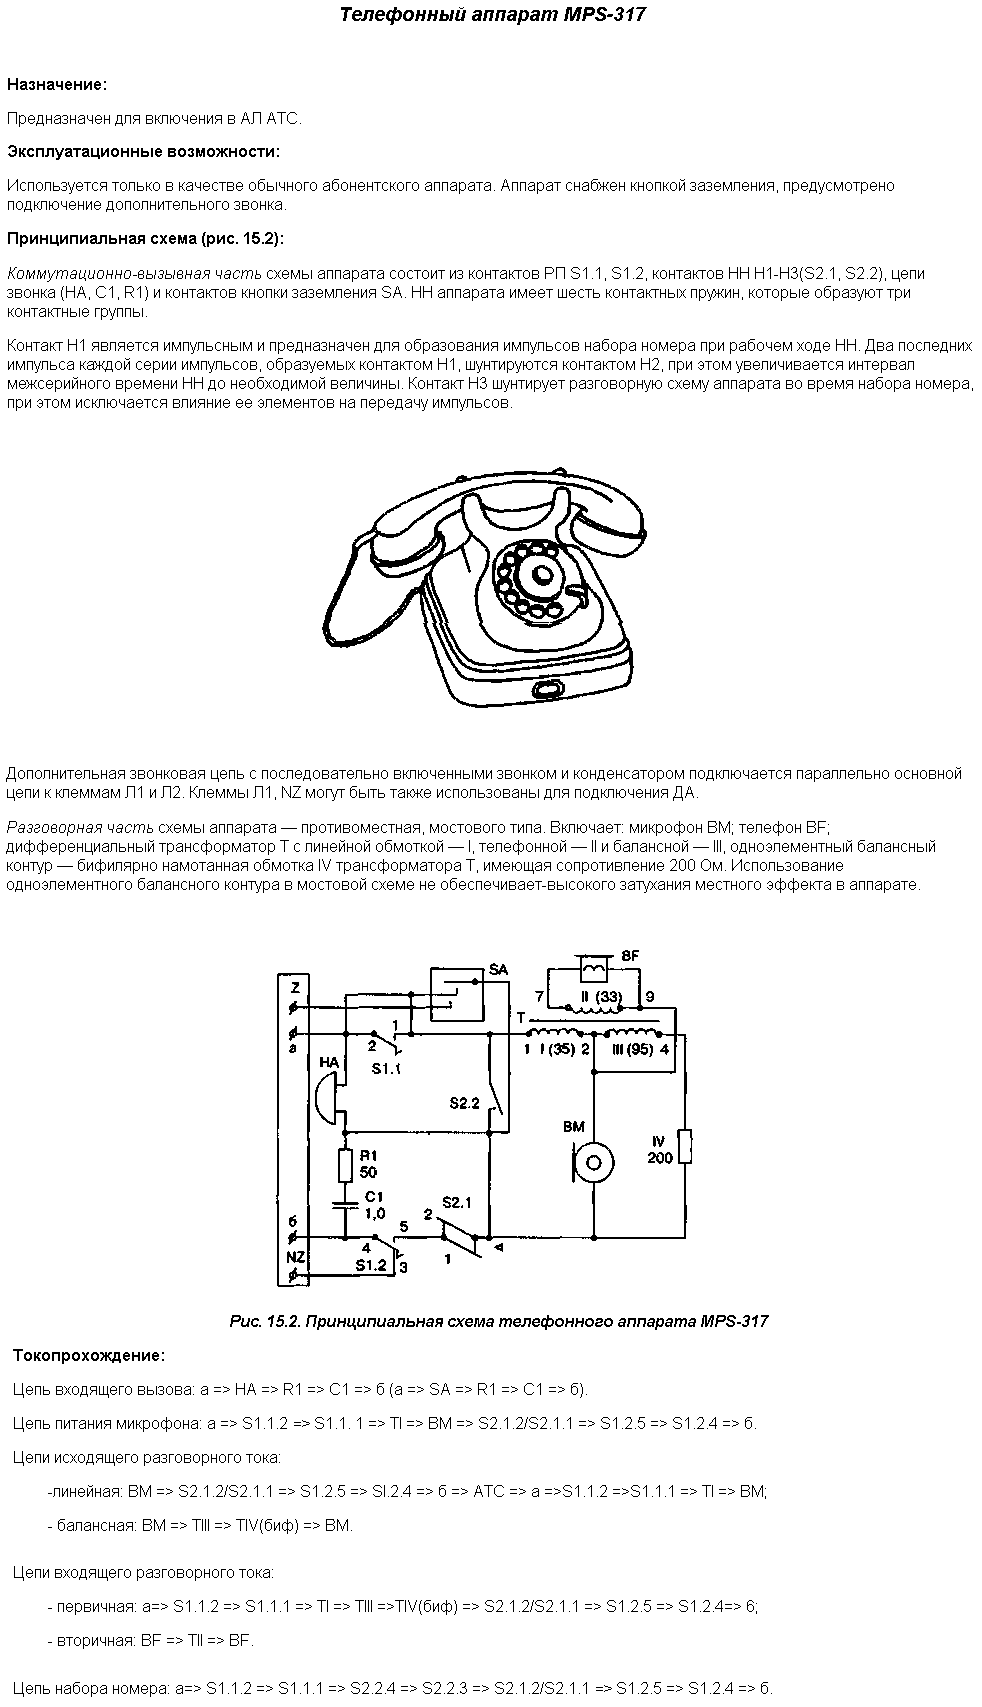 Телефонный аппарат MPS-317
Назначение:
Предназначен для включения в АЛ АТС.
Эксплуатационные возможности:
Используется только в качестве обычного абонентского аппарата. Аппарат снабжен кнопкой заземления, предусмотрено
подключение дополнительного звонка.
Принципиальная схема (рис. 15.2):
Коммутационно-вызывная часть схемы аппарата состоит из контактов РП S1.1, S1.2, контактов НН Н1-Н3(S2.1, S2.2), цепи
звонка (НА, С1, R1) и контактов кнопки заземления SA. НН аппарата имеет шесть контактных пружин, которые образуют три
контактные группы.
Контакт Н1 является импульсным и предназначен для образования импульсов набора номера при рабочем ходе НН. Два последних
импульса каждой серии импульсов, образуемых контактом Н1, шунтируются контактом Н2, при этом увеличивается интервал
межсерийного времени НН до необходимой величины. Контакт Н3 шунтирует разговорную схему аппарата во время набора номера,
при этом исключается влияние ее элементов на передачу импульсов.
Дополнительная звонковая цепь с последовательно включенными звонком и конденсатором подключается параллельно основной
цепи к клеммам Л1 и Л2. Клеммы Л1, NZ могут быть также использованы для подключения ДА.
Разговорная часть схемы аппарата — противоместная, мостового типа. Включает: микрофон ВМ; телефон BF;
дифференциальный трансформатор Т с линейной обмоткой — I, телефонной — II и балансной — III, одноэлементный балансный
контур — бифилярно намотанная обмотка IV трансформатора Т, имеющая сопротивление 200 Ом. Использование
одноэлементного балансного контура в мостовой схеме не обеспечивает-высокого затухания местного эффекта в аппарате.
BF
Z SA
7 II (33) 9
T
a 2 1
S1.1
1 I (35) 2 III (95) 4
HA
S2.2
BM
IV
200
R1
50
C1
1,0
S2.1
б 5 2
4 1
NZ S1.2 3
Рис. 15.2. Принципиальная схема телефонного аппарата MPS-317
Токопрохождение:
Цепь входящего вызова: а => НА => R1 => С1 => б (а => SA => R1 => С1 => б).
Цепь питания микрофона: а => S1.1.2 => S1.1. 1 => TI => ВМ => S2.1.2/S2.1.1 => S1.2.5 => S1.2.4 => б.
Цепи исходящего разговорного тока:
-линейная: ВМ => S2.1.2/S2.1.1 => S1.2.5 => SI.2.4 => б => АТС => а =>S1.1.2 =>S1.1.1 => TI => ВМ;
- балансная: ВМ => TIII => TIV(биф) => ВМ.
Цепи входящего разговорного тока:
- первичная: а=> S1.1.2 => S1.1.1 => TI => TIII =>TIV(биф) => S2.1.2/S2.1.1 => S1.2.5 => S1.2.4=> 6;
- вторичная: BF => TII => BF.
Цепь набора номера: а=> S1.1.2 => S1.1.1 => S2.2.4 => S2.2.3 => S2.1.2/S2.1.1 => S1.2.5 => S1.2.4 => б.